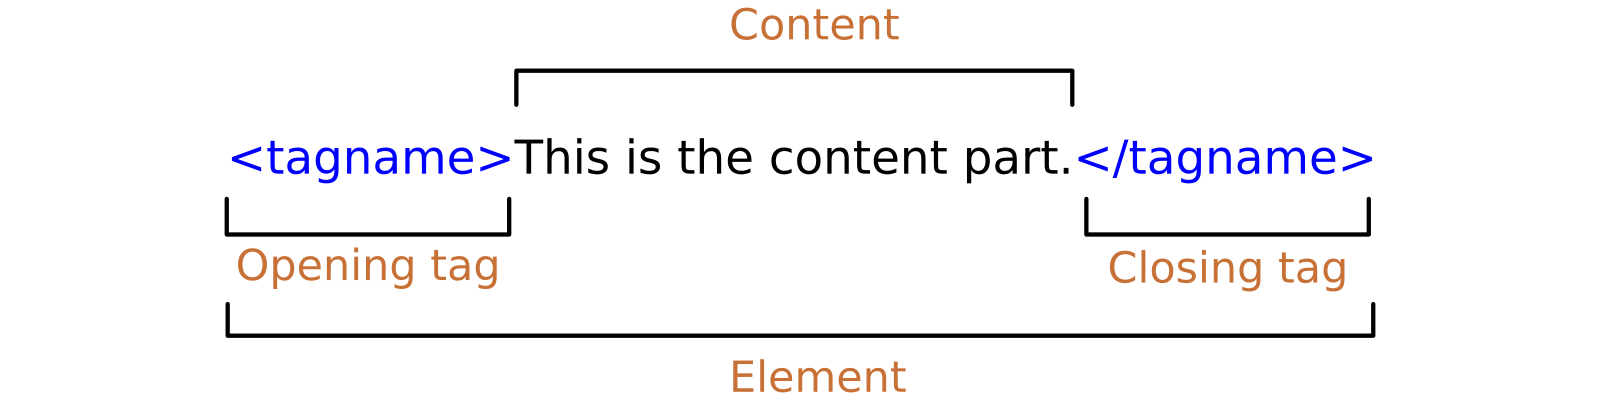 Content
<tagname>This is the content part.</tagname>
Opening tag
Closing tag
Element